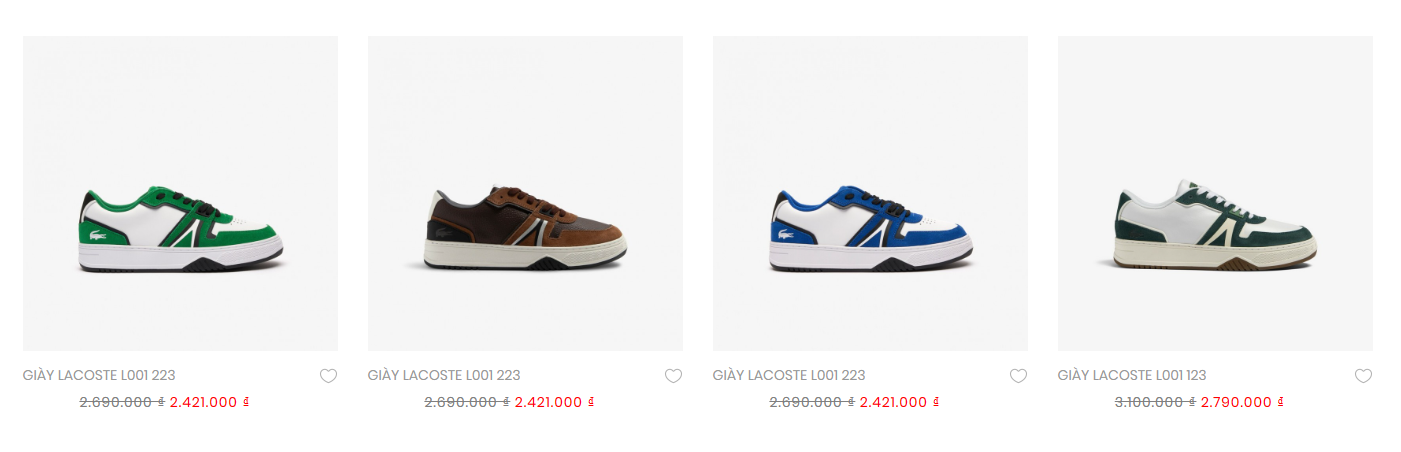 GIÀY LACOSTE L001 223
2.690.000 ₫ 2.421.000 ₫
GIÀY LACOSTE L001 223
2.690.000 ₫ 2.421.000 ₫
GIÀY LACOSTE L001 223
2.690.000 ₫ 2.421.000 ₫
GIÀY LACOSTE L001 123
3.100.000 ₫ 2.790.000 ₫